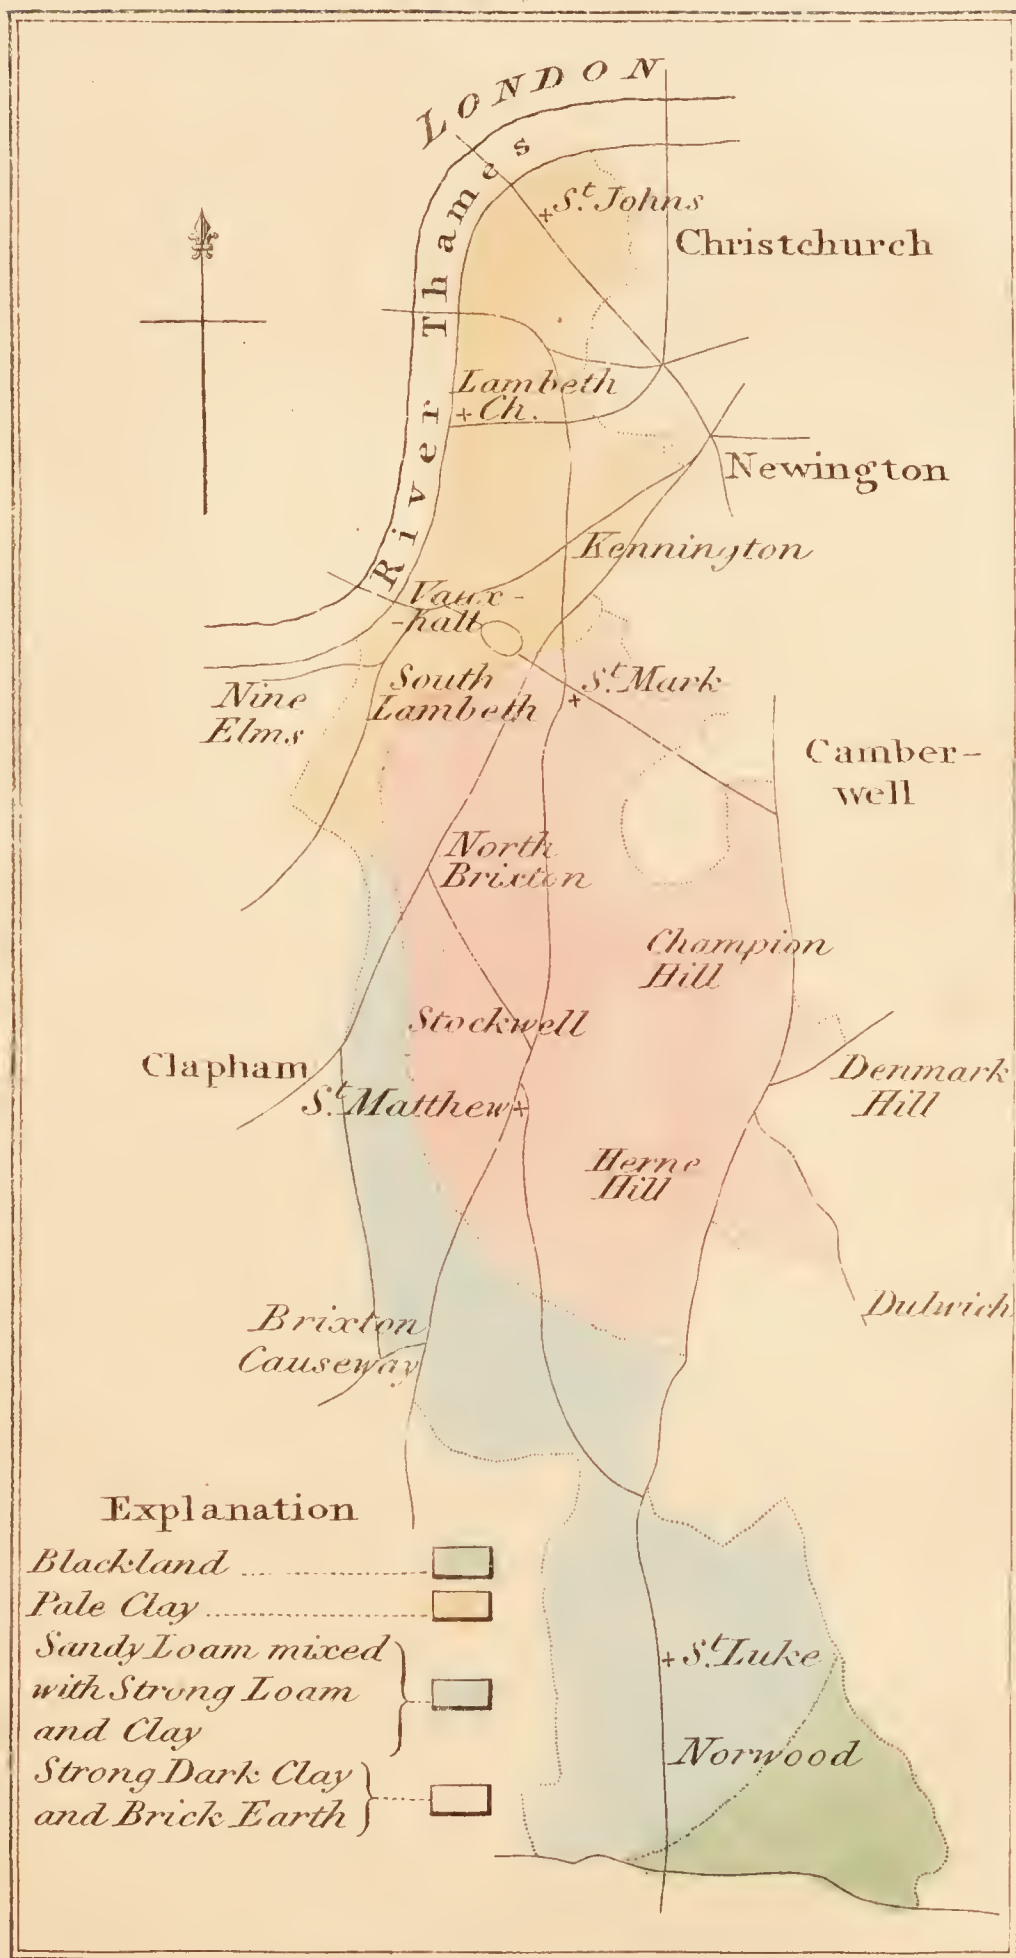 LONDON
River Thames
St. Johns
Christchurch
Lambeth
Ch.
Newington
Kennington
Vaux-
-hall
South
Lambeth
St. Mark
Nine
Elms
Camber-
well
North
Brixton
Champion
Hill
Stockwell
Clapham
St. Matthew
Denmark
Hill
Herne
Hill
Dulwich
Brixton
Causeway
Explanation
Blackland
Pale Clay
Sandy Loam mixed
with Strong Loam
and Clay
Strong Dark Clay
and Brick Earth
St. Luke
Norwood